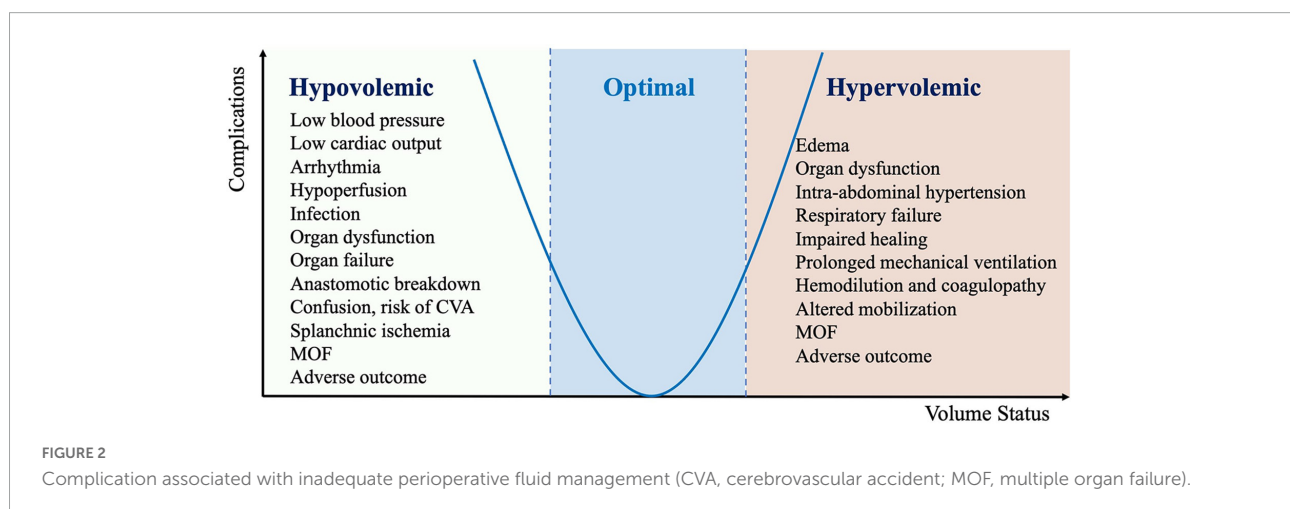 Complications
Hypovolemic
Low blood pressure
Low cardiac output
Arrhythmia
Hypoperfusion
Infection
Organ dysfunction
Organ failure
Anastomotic breakdown
Confusion, risk of CVA
Splanchnic ischemia
MOF
Adverse outcome
Optimal
Hypervolemic
Edema
Organ dysfunction
Intra-abdominal hypertension
Respiratory failure
Impaired healing
Prolonged mechanical ventilation
Hemodilution and coagulopathy
Altered mobilization
MOF
Adverse outcome
Volume Status
FIGURE 2
Complication associated with inadequate perioperative fluid management (CVA, cerebrovascular accident; MOF, multiple organ failure).